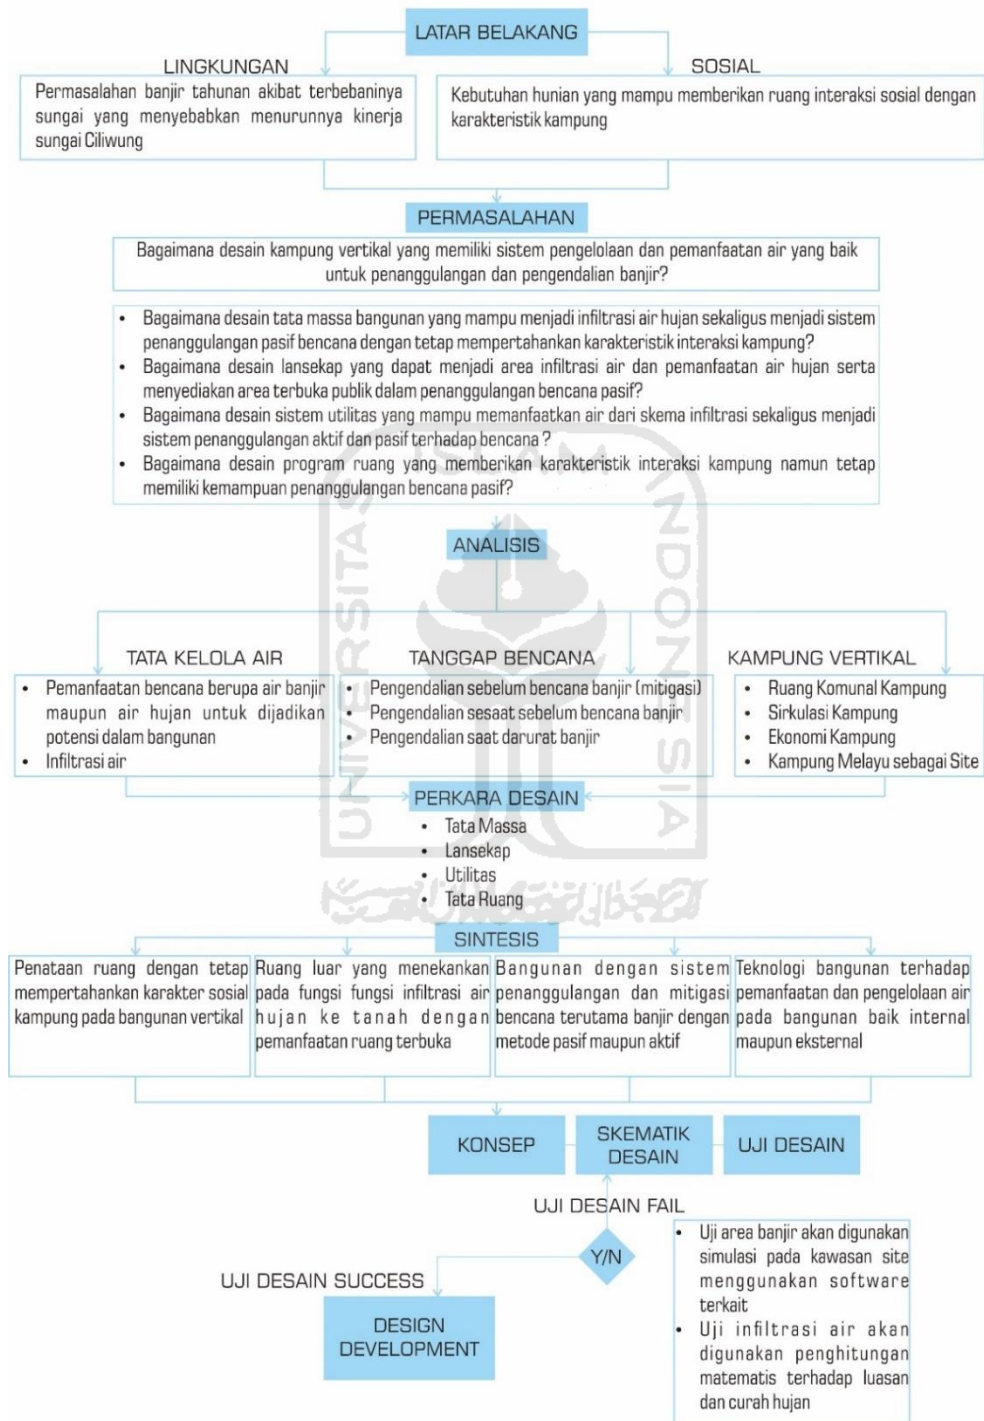 LATAR BELAKANG
LINGKUNGAN
Permasalahan banjir tahunan akibat terbebaninya
sungai yang menyebabkan menurunnya kinerja
sungai Ciliwung
SOSIAL
Kebutuhan hunian yang mampu memberikan ruang interaksi sosial dengan
karakteristik kampung
PERMASALAHAN
Bagaimana desain kampung vertikal yang memiliki sistem pengelolaan dan pemanfaatan air yang baik
untuk penanggulangan dan pengendalian banjir?
• Bagaimana desain tata massa bangunan yang mampu menjadi infiltrasi air hujan sekaligus menjadi sistem
penanggulangan pasif bencana dengan tetap mempertahankan karakteristik interaksi kampung?
• Bagaimana desain lansekap yang dapat menjadi area infiltrasi air dan pemanfaatan air hujan serta
menyediakan area terbuka publik dalam penanggulangan bencana pasif?
• Bagaimana desain sistem utilitas yang mampu memanfaatkan air dari skema infiltrasi sekaligus menjadi
sistem penanggulangan aktif dan pasif terhadap bencana ?
• Bagaimana desain program ruang yang memberikan karakteristik interaksi kampung namun tetap
memiliki kemampuan penanggulangan bencana pasif?
ISLAM
UNIVERSITAS
INDONESIA
ANALISIS
TATA KELOLA AIR
• Pemanfaatan bencana berupa air banjir
maupun air hujan untuk dijadikan
potensi dalam bangunan
• Infiltrasi air
TANGGAP BENCANA
• Pengendalian sebelum bencana banjir (mitigasi)
• Pengendalian sesaat sebelum bencana banjir
• Pengendalian saat darurat banjir
KAMPUNG VERTIKAL
• Ruang Komunal Kampung
• Sirkulasi Kampung
• Ekonomi Kampung
• Kampung Melayu sebagai Site
PERKARA DESAIN
• Tata Massa
• Lansekap
• Utilitas
• Tata Ruang
SINTESIS
Penataan ruang dengan tetap
mempertahankan karakter sosial
kampung pada bangunan vertikal
Ruang luar yang menekankan
pada fungsi fungsi infiltrasi air
hujan ke tanah dengan
pemanfaatan ruang terbuka
Bangunan dengan sistem
penanggulangan dan mitigasi
bencana terutama banjir dengan
metode pasif maupun aktif
Teknologi bangunan terhadap
pemanfaatan dan pengelolaan air
pada bangunan baik internal
maupun eksternal
KONSEP
SKEMATIK
DESAIN
UJI DESAIN
UJI DESAIN FAIL
Y/N
UJI DESAIN SUCCESS
DESIGN
DEVELOPMENT
• Uji area banjir akan digunakan
simulasi pada kawasan site
menggunakan software
terkait
• Uji infiltrasi air akan
digunakan penghitungan
matematis terhadap luasan
dan curah hujan